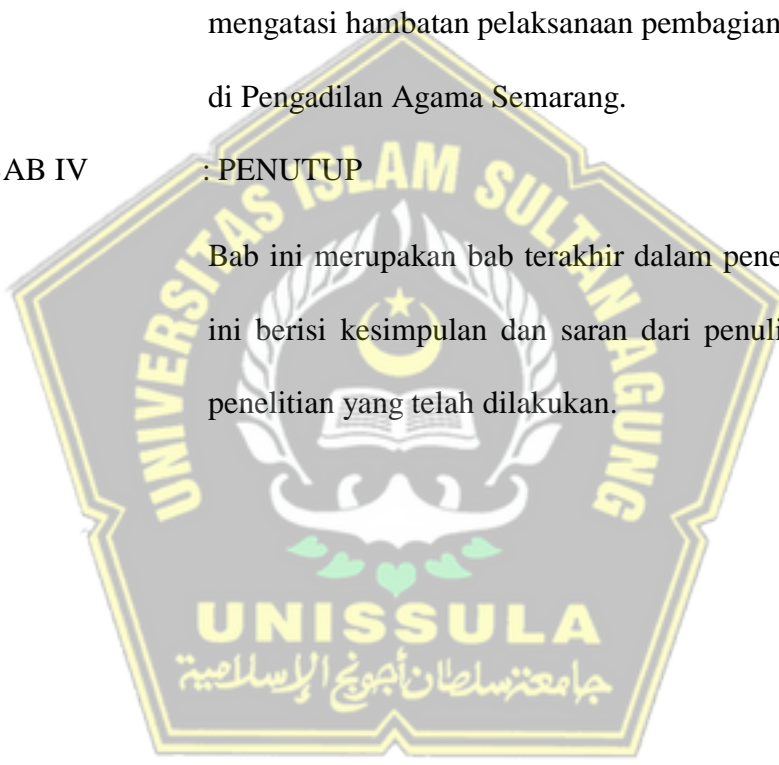 mengatasi hambatan pelaksanaan pembagian
di Pengadilan Agama Semarang.
AB IV : PENUTUP
Bab ini merupakan bab terakhir dalam pene
ini berisi kesimpulan dan saran dari penuli
penelitian yang telah dilakukan.
UNIVERSITAS ISLAM SULTAN AGUNG
UNISSULA
جامعة سلطان أجونج الإسلامية